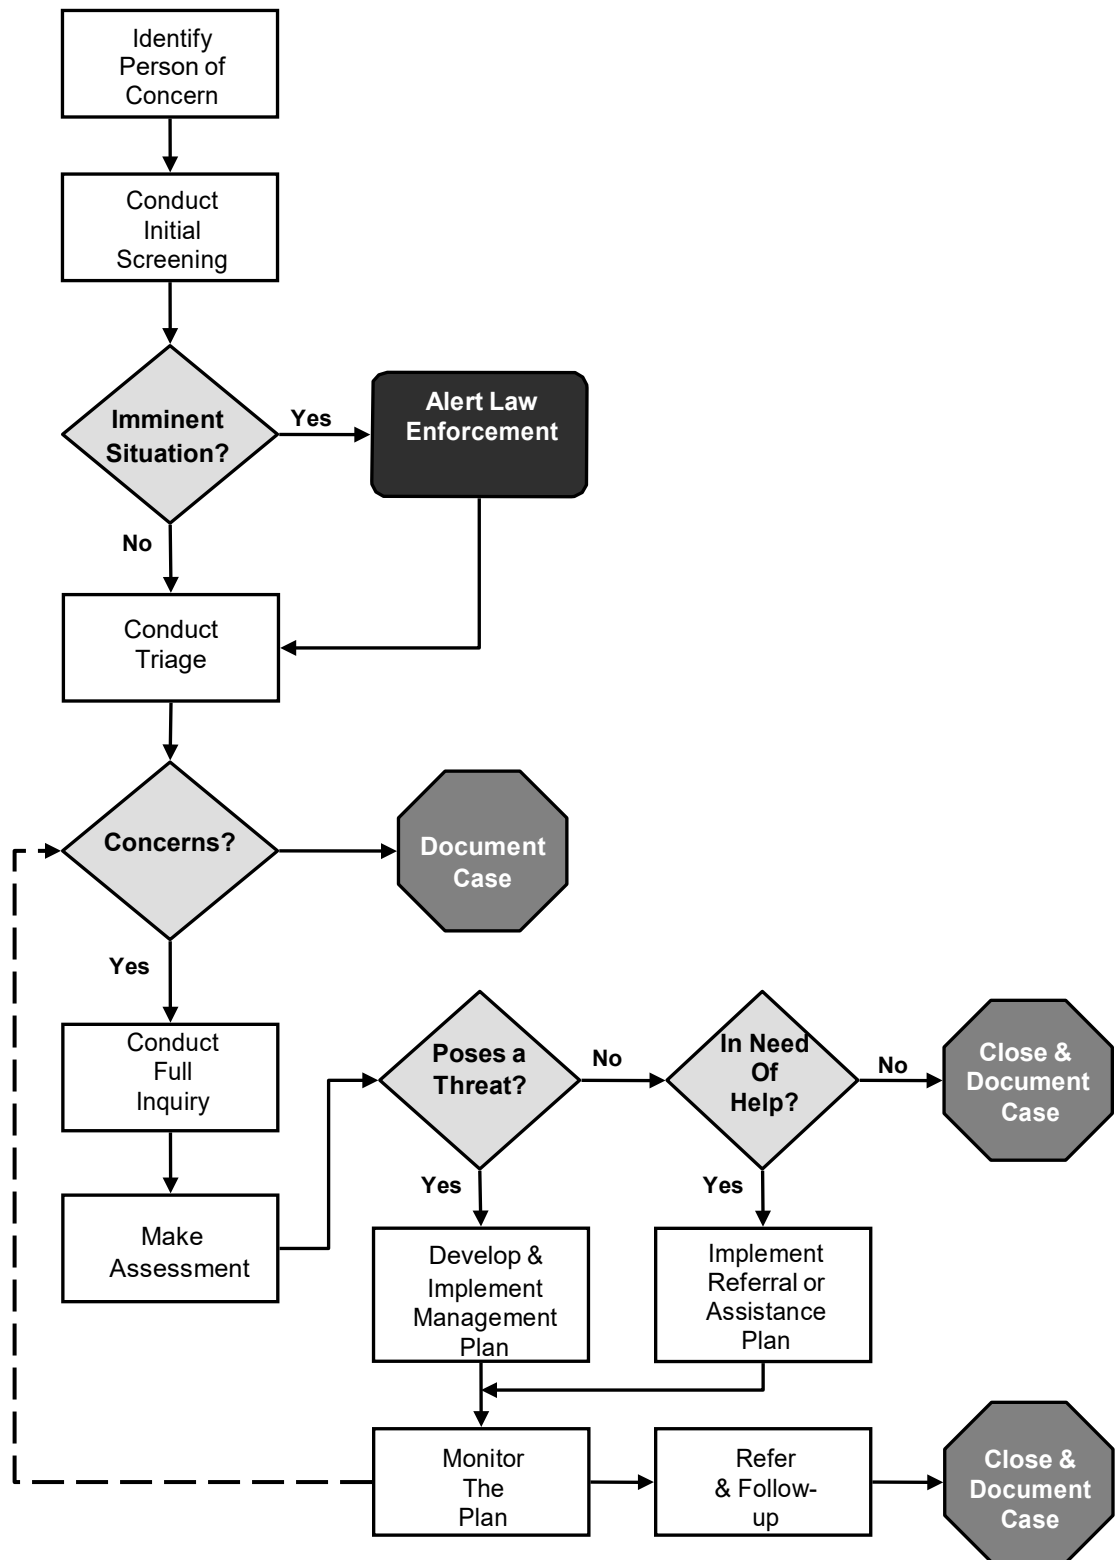 Identify
Person of
Concern
Conduct
Initial
Screening
Imminent
Situation?
Yes
Alert Law
Enforcement
No
Conduct
Triage
Concerns?
Document
Case
Yes
Conduct
Full
Inquiry
Poses a
Threat?
No
In Need
Of
Help?
No
Close &
Document
Case
Make
Assessment
Yes
Develop &
Implement
Management
Plan
Yes
Implement
Referral or
Assistance
Plan
Monitor
The
Plan
Refer
& Follow-
up
Close &
Document
Case